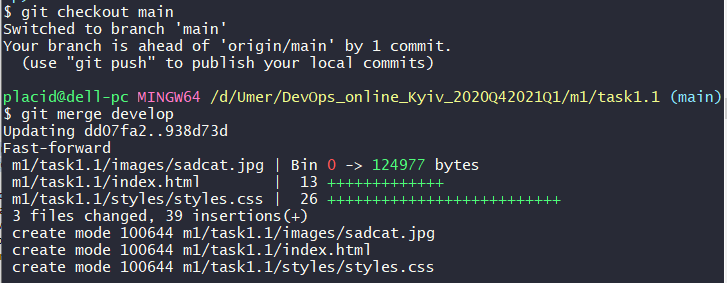 $ git checkout main
Switched to branch 'main'
Your branch is ahead of 'origin/main' by 1 commit.
  (use "git push" to publish your local commits)

placid@dell-pc MINGW64 /d/Umer/DevOps_online_Kyiv_2020Q42021Q1/m1/task1.1 (main)
$ git merge develop
Updating dd07fa2..938d73d
Fast-forward
 m1/task1.1/images/sadcat.jpg | Bin 0 -> 124977 bytes
 m1/task1.1/index.html        |  13 +++++++++++++
 m1/task1.1/styles/styles.css |  26 ++++++++++++++++++++++++++
 3 files changed, 39 insertions(+)
 create mode 100644 m1/task1.1/images/sadcat.jpg
 create mode 100644 m1/task1.1/index.html
 create mode 100644 m1/task1.1/styles/styles.css